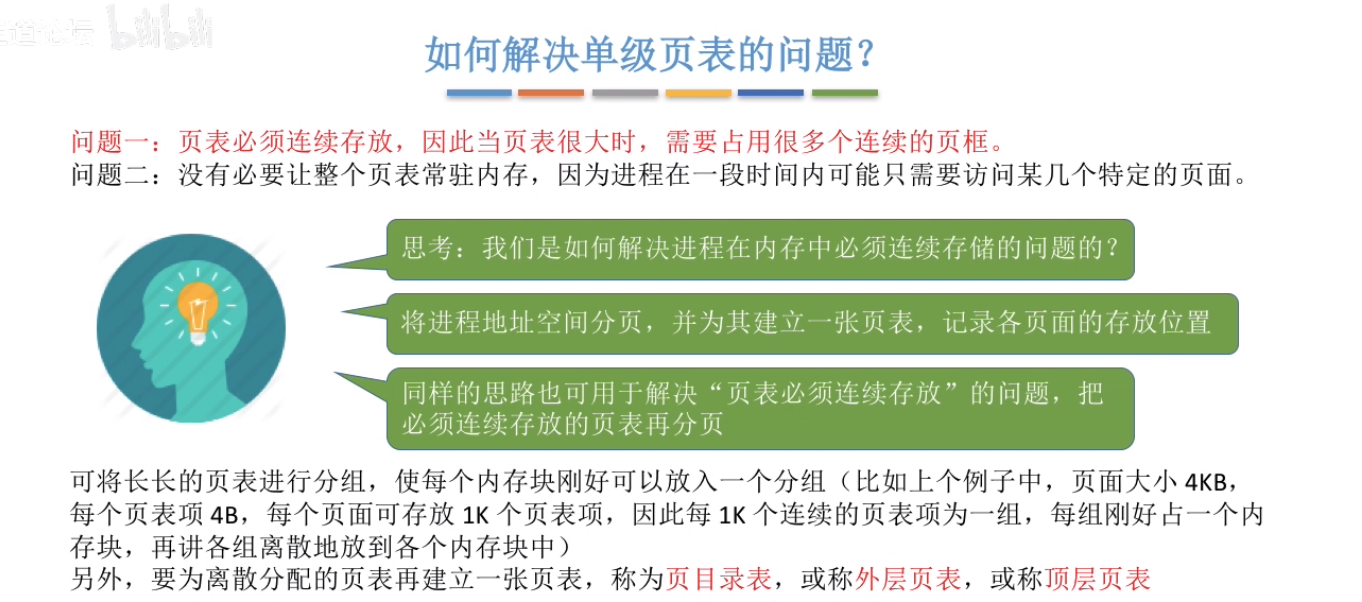 道论坛 bilibili
如何解决单级页表的问题？
问题一：页表必须连续存放，因此当页表很大时，需要占用很多个连续的页框。
问题二：没有必要让整个页表常驻内存，因为进程在一段时间内可能只需要访问某几个特定的页面。
思考：我们是如何解决进程在内存中必须连续存储的问题的？
将进程地址空间分页，并为其建立一张页表，记录各页面的存放位置
同样的思路也可用于解决“页表必须连续存放”的问题，把
必须连续存放的页表再分页
可将长长的页表进行分组，使每个内存块刚好可以放入一个分组（比如上个例子中，页面大小 4KB，
每个页表项 4B，每个页面可存放 1K 个页表项，因此每 1K 个连续的页表项为一组，每组刚好占一个内
存块，再讲各组离散地放到各个内存块中）
另外，要为离散分配的页表再建立一张页表，称为页目录表，或称外层页表，或称顶层页表